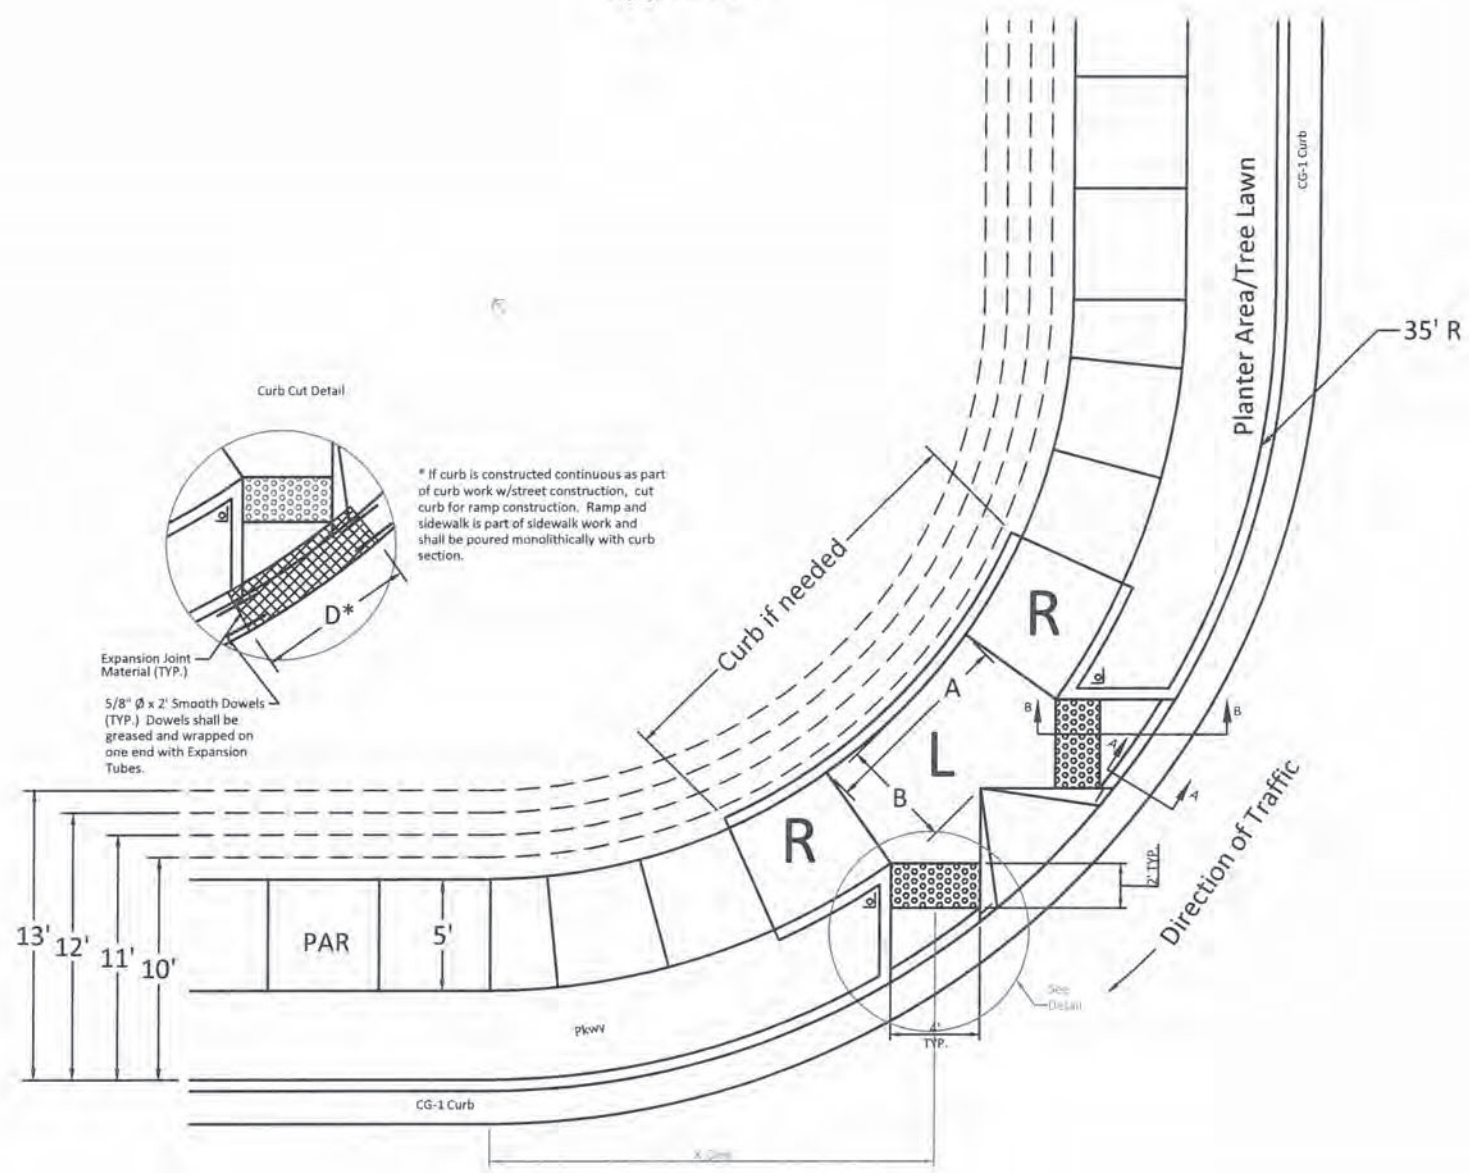 CG-1 Curb
Planter Area/Tree Lawn
35' R
Curb Cut Detail
* If curb is constructed continuous as part
of curb work w/street construction, cut
curb for ramp construction. Ramp and
sidewalk is part of sidewalk work and
shall be poured monolithically with curb
section.
D*
Expansion Joint
Material (TYP.)
5/8" Ø x 2' Smooth Dowels
(TYP.) Dowels shall be
greased and wrapped on
one end with Expansion
Tubes.
Curb if needed
R
A
B
B
L
B
A
A
R
2' TYP.
Direction of Traffic
13'
12'
11'
10'
PAR
5'
See
Detail
4'
TYP.
Pkwy
CG-1 Curb